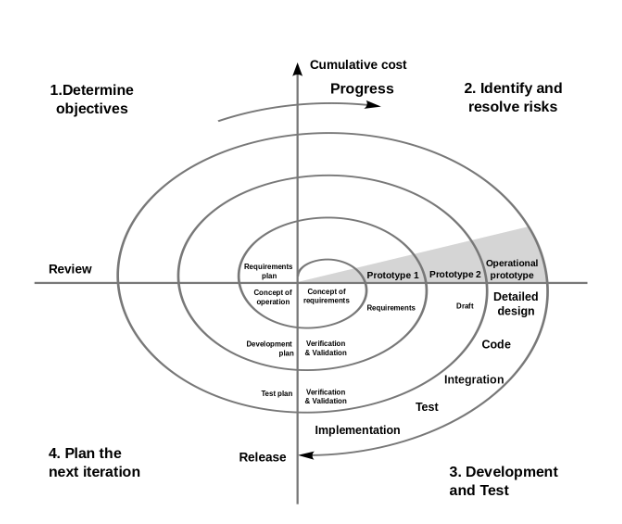 Cumulative cost
1.Determine
objectives
Progress
2. Identify and
resolve risks
Review
Requirements
plan
Prototype 1
Prototype 2
Operational
prototype
Concept of
operation
Concept of
requirements
Requirements
Draft
Detailed
design
Development
plan
Verification
& Validation
Code
Test plan
Verification
& Validation
Integration
Test
Implementation
Release
4. Plan the
next iteration
3. Development
and Test